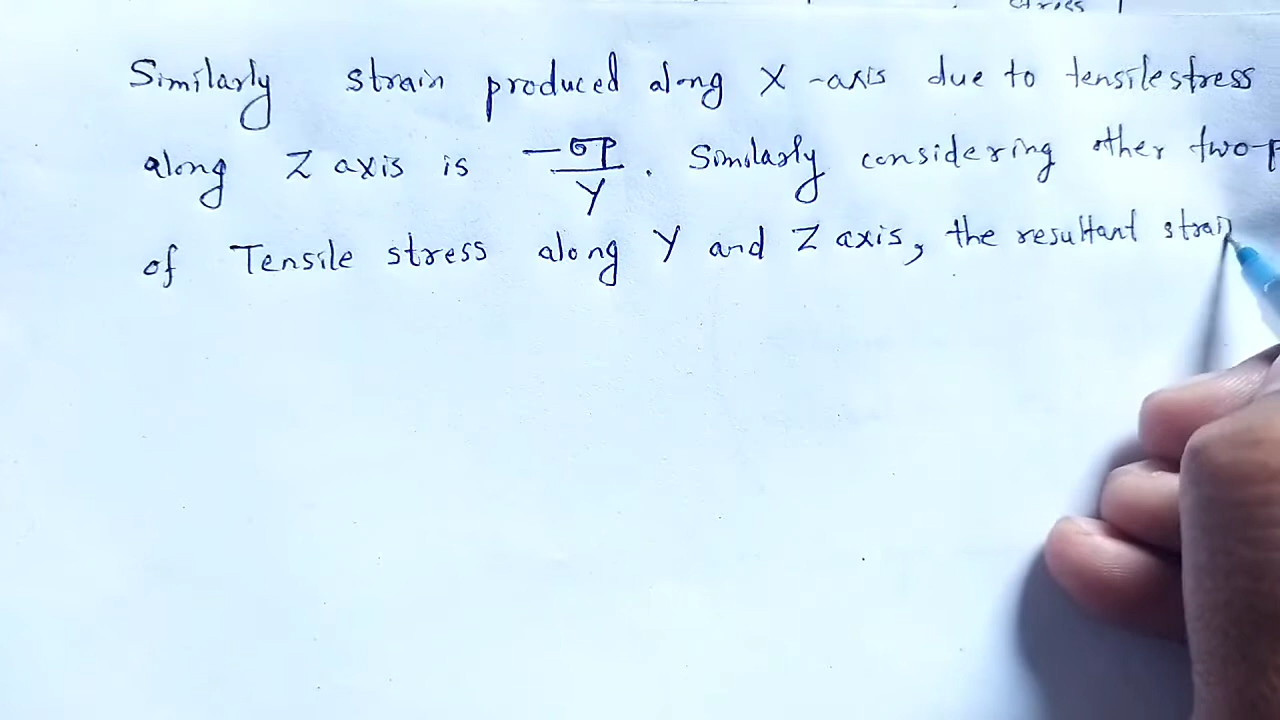 stress
Similarly strain produced along X-axis due to tensile stress
along Z axis is -σP/Y . Similarly considering other two-p
of Tensile stress along Y and Z axis, the resultant strain